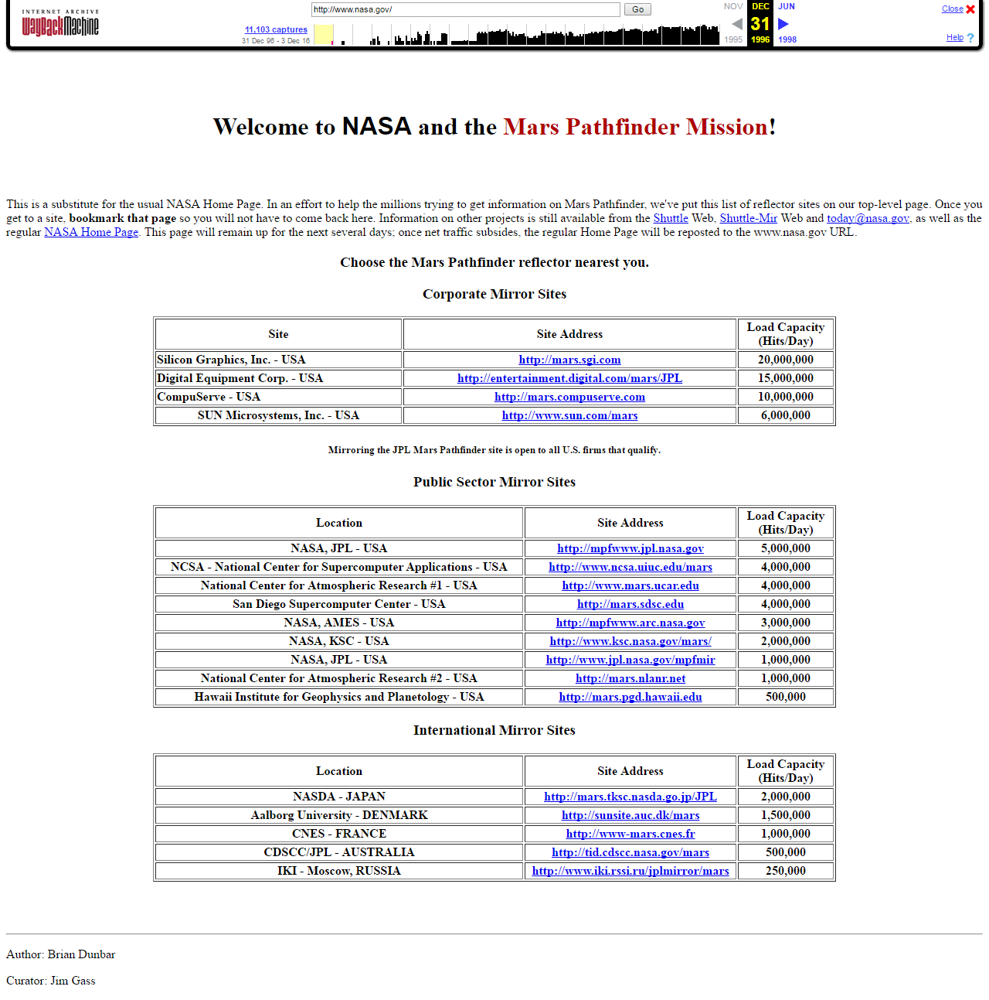 INTERNET ARCHIVE
WayBackMachine
http://www.nasa.gov/
Go
NOV DEC JUN
Close
11,103 captures
31
31 Dec 96 - 3 Dec 16
1995 1996 1998
Help ?
Welcome to NASA and the Mars Pathfinder Mission!
This is a substitute for the usual NASA Home Page. In an effort to help the millions trying to get information on Mars Pathfinder, we've put this list of reflector sites on our top-level page. Once you
get to a site, bookmark that page so you will not have to come back here. Information on other projects is still available from the Shuttle Web, Shuttle-Mir Web and today@nasa.gov, as well as the
regular NASA Home Page. This page will remain up for the next several days; once net traffic subsides, the regular Home Page will be reposted to the www.nasa.gov URL.
Choose the Mars Pathfinder reflector nearest you.
Corporate Mirror Sites
Site Site Address Load Capacity
(Hits/Day)
Silicon Graphics, Inc. - USA http://mars.sgi.com 20,000,000
Digital Equipment Corp. - USA http://entertainment.digital.com/mars/JPL 15,000,000
CompuServe - USA http://mars.compuserve.com 10,000,000
SUN Microsystems, Inc. - USA http://www.sun.com/mars 6,000,000
Mirroring the JPL Mars Pathfinder site is open to all U.S. firms that qualify.
Public Sector Mirror Sites
Location Site Address Load Capacity
(Hits/Day)
NASA, JPL - USA http://mpfwww.jpl.nasa.gov 5,000,000
NCSA - National Center for Supercomputer Applications - USA http://www.ncsa.uiuc.edu/mars 4,000,000
National Center for Atmospheric Research #1 - USA http://www.mars.ucar.edu 4,000,000
San Diego Supercomputer Center - USA http://mars.sdsc.edu 4,000,000
NASA, AMES - USA http://mpfwww.arc.nasa.gov 3,000,000
NASA, KSC - USA http://www.ksc.nasa.gov/mars/ 2,000,000
NASA, JPL - USA http://www.jpl.nasa.gov/mpfmir 1,000,000
National Center for Atmospheric Research #2 - USA http://mars.nlanr.net 1,000,000
Hawaii Institute for Geophysics and Planetology - USA http://mars.pgd.hawaii.edu 500,000
International Mirror Sites
Location Site Address Load Capacity
(Hits/Day)
NASDA - JAPAN http://mars.tksc.nasda.go.jp/JPL 2,000,000
Aalborg University - DENMARK http://sunsite.auc.dk/mars 1,500,000
CNES - FRANCE http://www-mars.cnes.fr 1,000,000
CDSCC/JPL - AUSTRALIA http://tid.cdscc.nasa.gov/mars 500,000
IKI - Moscow, RUSSIA http://www.iki.rssi.ru/jplmirror/mars 250,000
Author: Brian Dunbar
Curator: Jim Gass